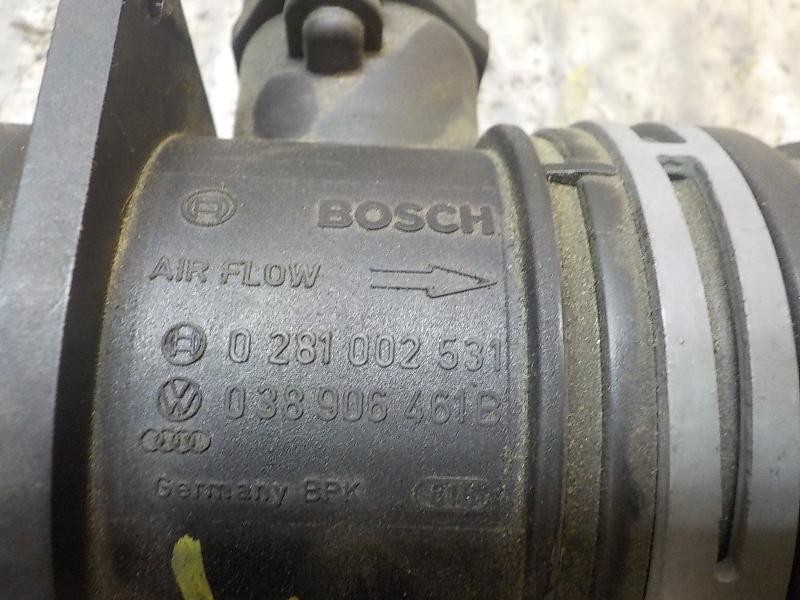 BOSCH
AIR FLOW
0 281 002 531
038 906 461B
Germany BPK